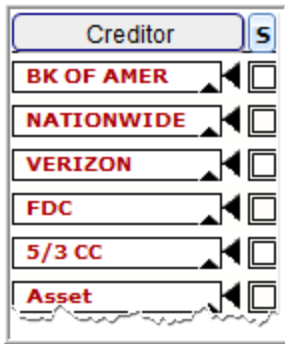 Creditor S
BK OF AMER
NATIONWIDE
VERIZON
FDC
5/3 CC
Asset